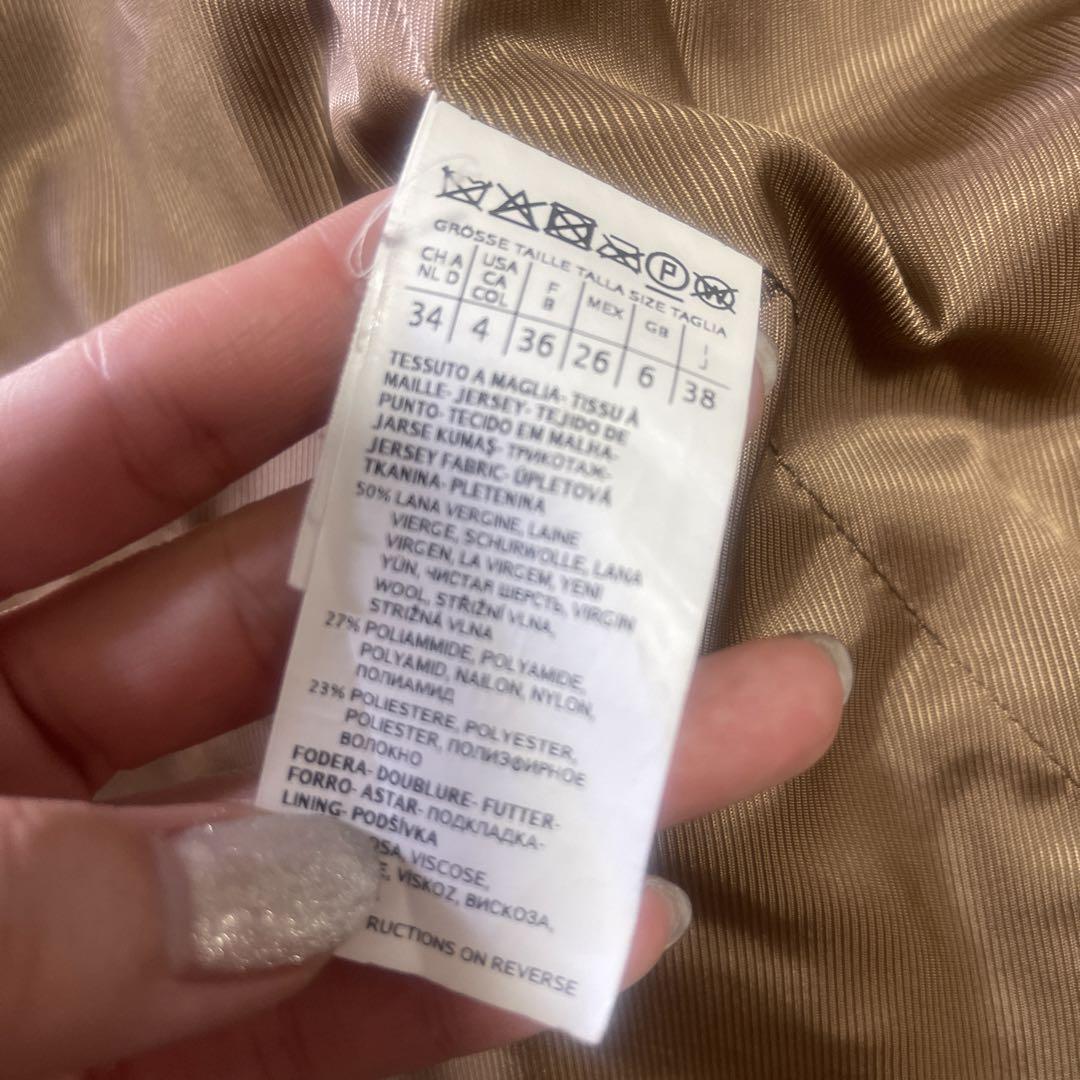 GRÖSSE TAILLE TALLA SIZE TAGLIA
CH A NL D USA CA COL F B MEX GB I J
34 4 36 26 6 38
TESSUTO A MAGLIA- TISSU À
MAILLE- JERSEY- TEJIDO DE
PUNTO- TECIDO EM MALHA-
JARSE KUMAŞ- ТРИКОТАЖ-
JERSEY FABRIC- ÚPLETOVÁ
TKANINA- PLETENINA
50% LANA VERGINE, LAINE
VIERGE, SCHURWOLLE, LANA
VIRGEN, LA VIRGEM, YENI
YÜN, ЧИСТАЯ ШЕРСТЬ, VIRGIN
WOOL, STŘIŽNÍ VLNA,
STRIŽNÁ VLNA
27% POLIAMMIDE, POLYAMIDE,
POLYAMID, NAILON, NYLON,
ПОЛИАМИД
23% POLIESTERE, POLYESTER,
POLIESTER, ПОЛИЭФИРНОЕ
ВОЛОКНО
FODERA- DOUBLURE- FUTTER-
FORRO- ASTAR- ПОДКЛАДКА-
LINING- PODŠÍVKA
VISCOSE,
VISKOZ, ВИСКОЗА,
ON REVERSE